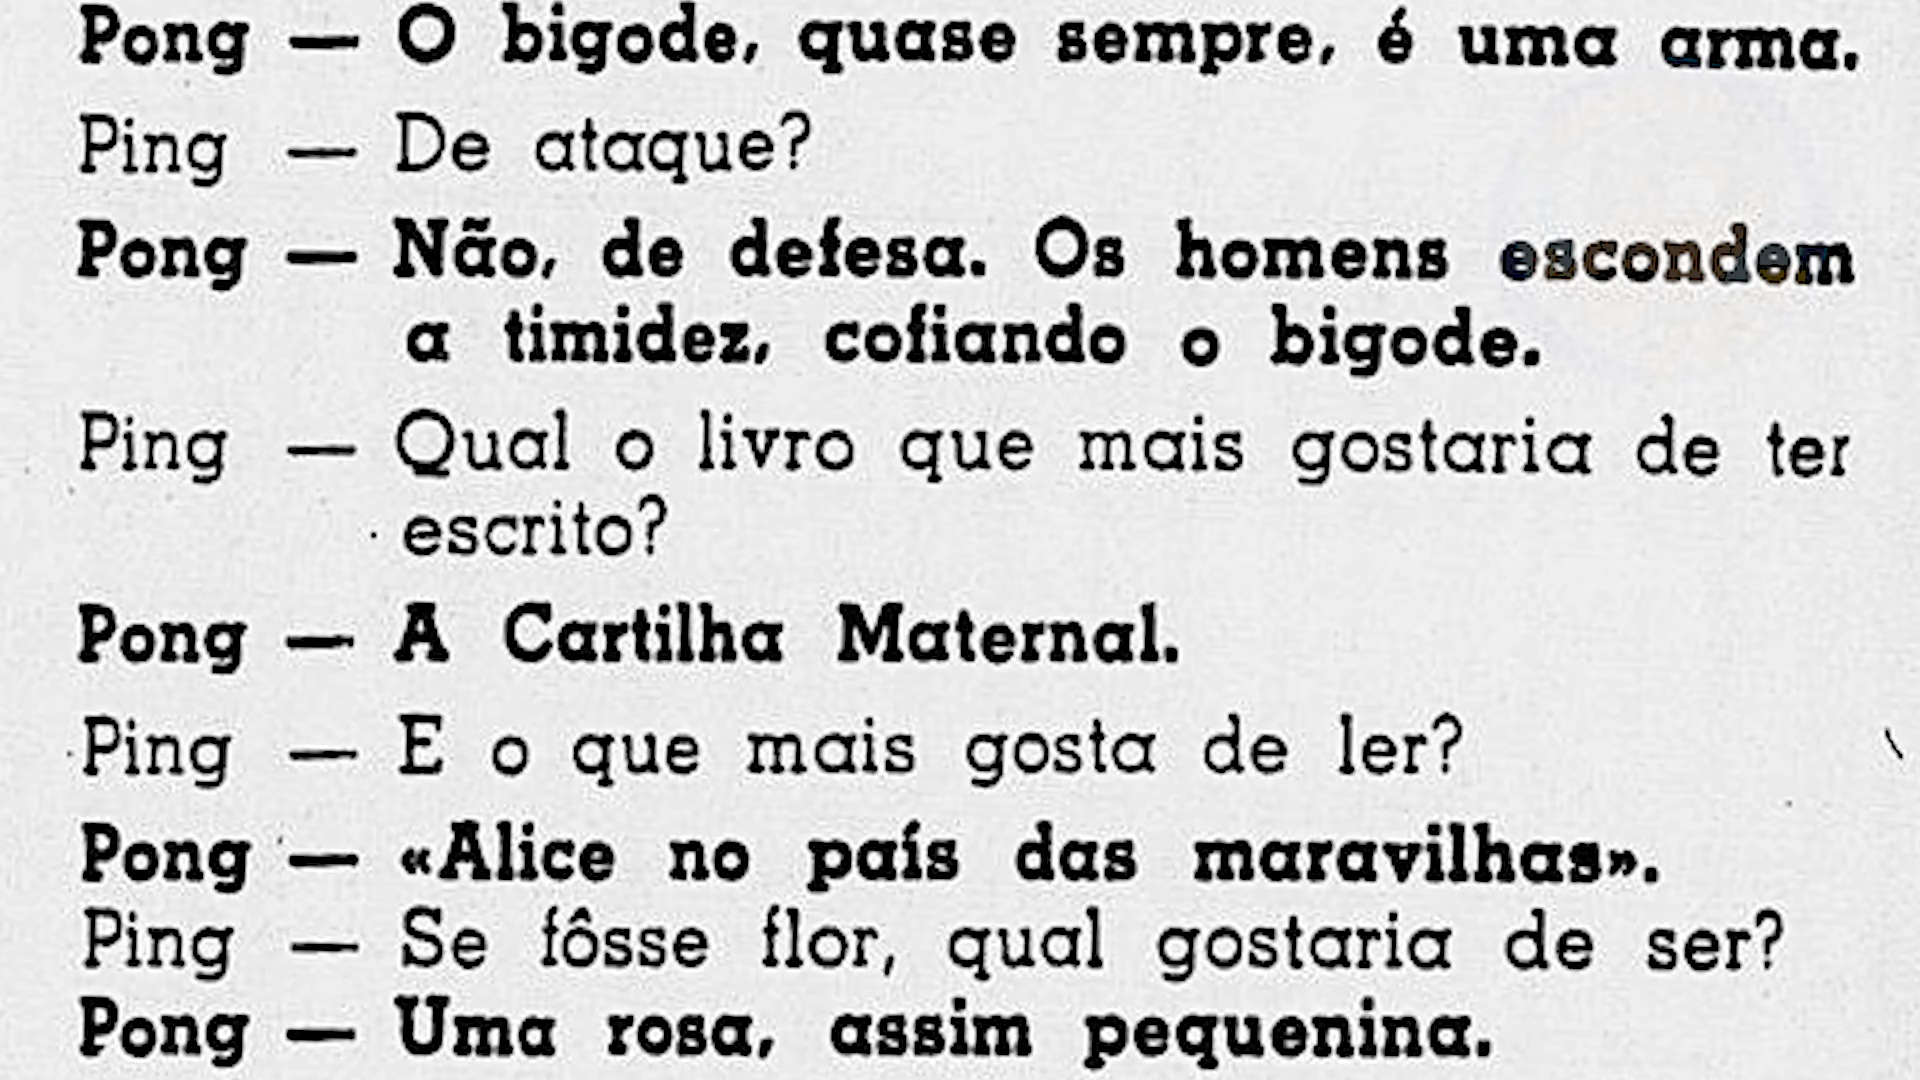 Pong — O bigode, quase sempre, é uma arma.
Ping — De ataque?
Pong — Não, de defesa. Os homens escondem
a timidez, cofiando o bigode.
Ping — Qual o livro que mais gostaria de ter
escrito?
Pong — A Cartilha Maternal.
Ping — E o que mais gosta de ler?
Pong — «Alice no país das maravilhas».
Ping — Se fôsse flor, qual gostaria de ser?
Pong — Uma rosa, assim pequenina.